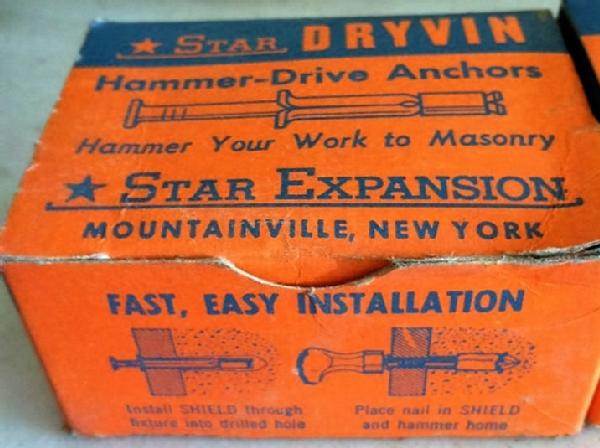 ★ STAR DRYVIN
Hammer-Drive Anchors
Hammer Your Work to Masonry
★ STAR EXPANSION
MOUNTAINVILLE, NEW YORK
FAST, EASY INSTALLATION
Install SHIELD through
fixture into drilled hole
Place nail in SHIELD
and hammer home